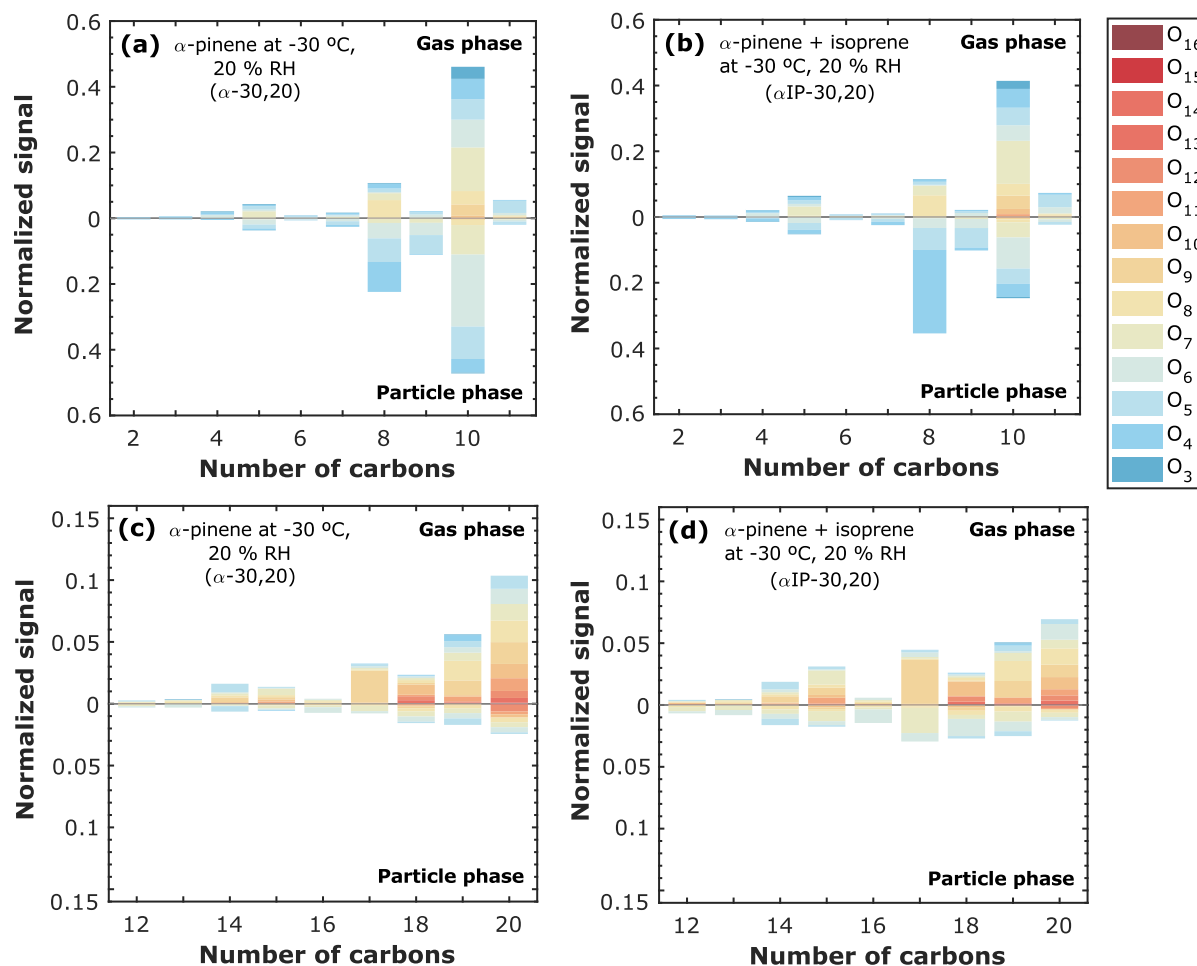 (a) α-pinene at -30 ºC,
20 % RH
(α-30,20)
Gas phase
Particle phase
Normalized signal
0.6
0.4
0.2
0
0.2
0.4
0.6
2 4 6 8 10
Number of carbons
(b) α-pinene + isoprene
at -30 ºC, 20 % RH
(αIP-30,20)
Gas phase
Particle phase
Normalized signal
0.6
0.4
0.2
0
0.2
0.4
0.6
2 4 6 8 10
Number of carbons
O16
O15
O14
O13
O12
O11
O10
O9
O8
O7
O6
O5
O4
O3
(c) α-pinene at -30 ºC,
20 % RH
(α-30,20)
Gas phase
Particle phase
Normalized signal
0.15
0.1
0.05
0
0.05
0.1
0.15
12 14 16 18 20
Number of carbons
(d) α-pinene + isoprene
at -30 ºC, 20 % RH
(αIP-30,20)
Gas phase
Particle phase
Normalized signal
0.15
0.1
0.05
0
0.05
0.1
0.15
12 14 16 18 20
Number of carbons